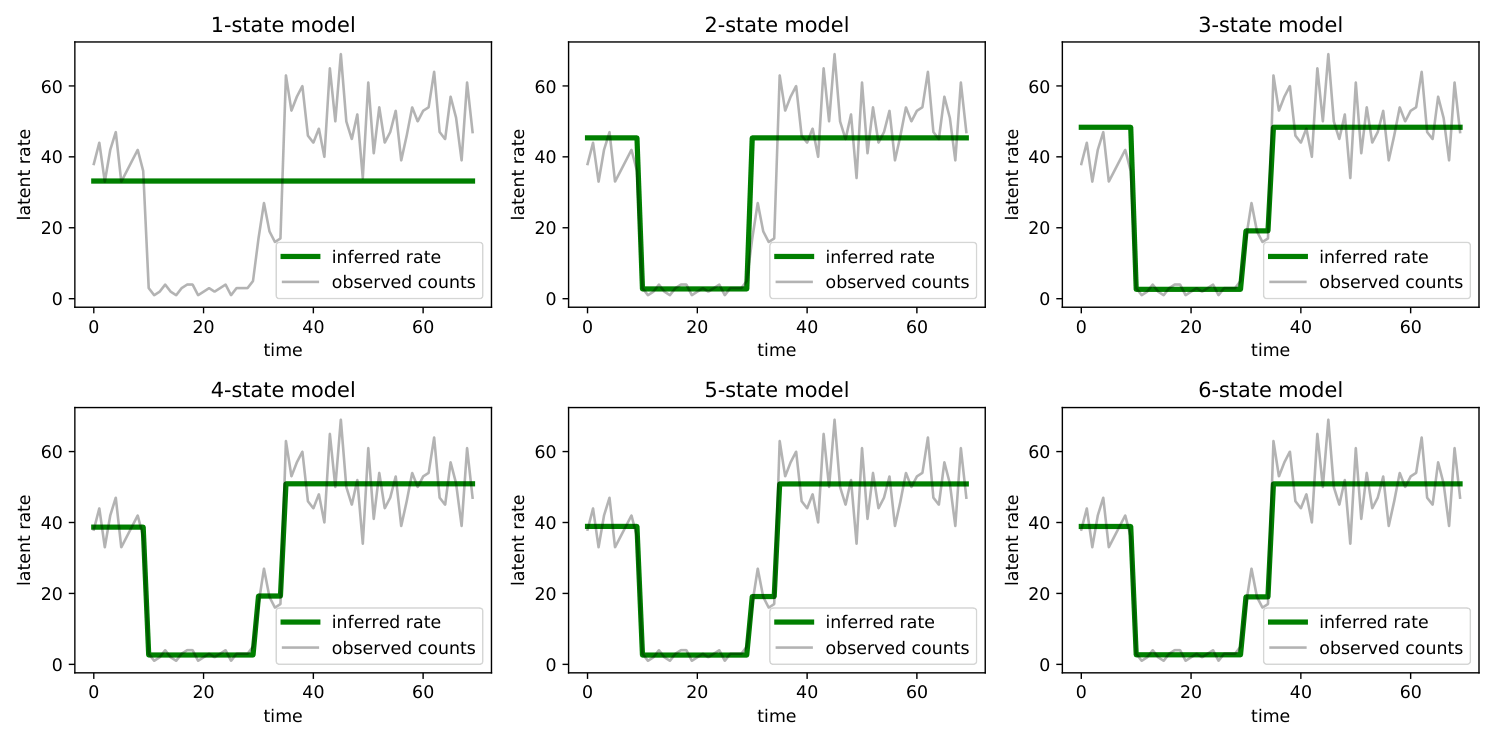 1-state model
60
40
20
0
latent rate
inferred rate
observed counts
0 20 40 60
time
2-state model
60
40
20
0
latent rate
inferred rate
observed counts
0 20 40 60
time
3-state model
60
40
20
0
latent rate
inferred rate
observed counts
0 20 40 60
time
4-state model
60
40
20
0
latent rate
inferred rate
observed counts
0 20 40 60
time
5-state model
60
40
20
0
latent rate
inferred rate
observed counts
0 20 40 60
time
6-state model
60
40
20
0
latent rate
inferred rate
observed counts
0 20 40 60
time